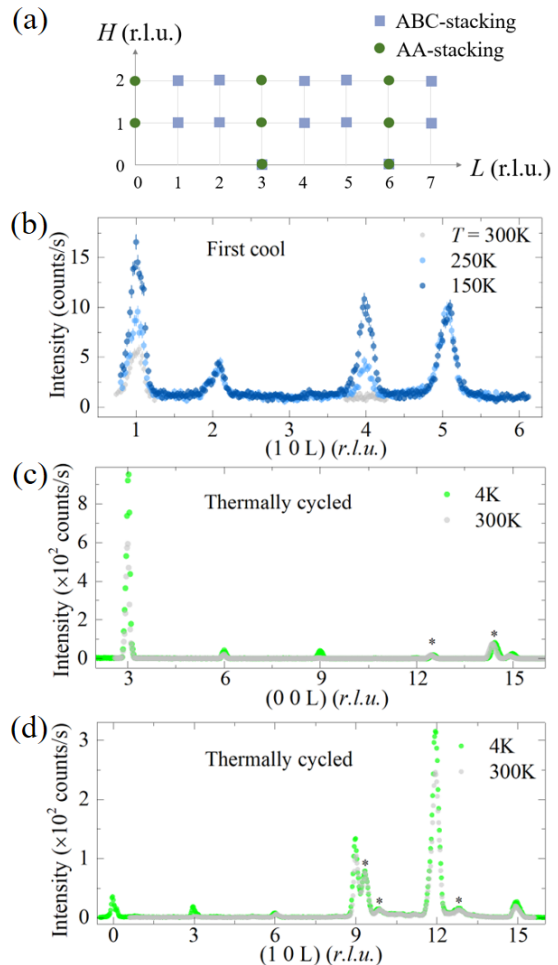 (a)
H (r.l.u.)
ABC-stacking
AA-stacking
2
1
0
0 1 2 3 4 5 6 7
L (r.l.u.)
(b)
First cool
T = 300K
250K
150K
Intensity (counts/s)
15
10
5
0
1 2 3 4 5 6
(1 0 L) (r.l.u.)
(c)
Thermally cycled
4K
300K
Intensity (×10² counts/s)
8
6
4
2
0
* *
3 6 9 12 15
(0 0 L) (r.l.u.)
(d)
Thermally cycled
4K
300K
Intensity (×10² counts/s)
3
2
1
0
* * *
0 3 6 9 12 15
(1 0 L) (r.l.u.)